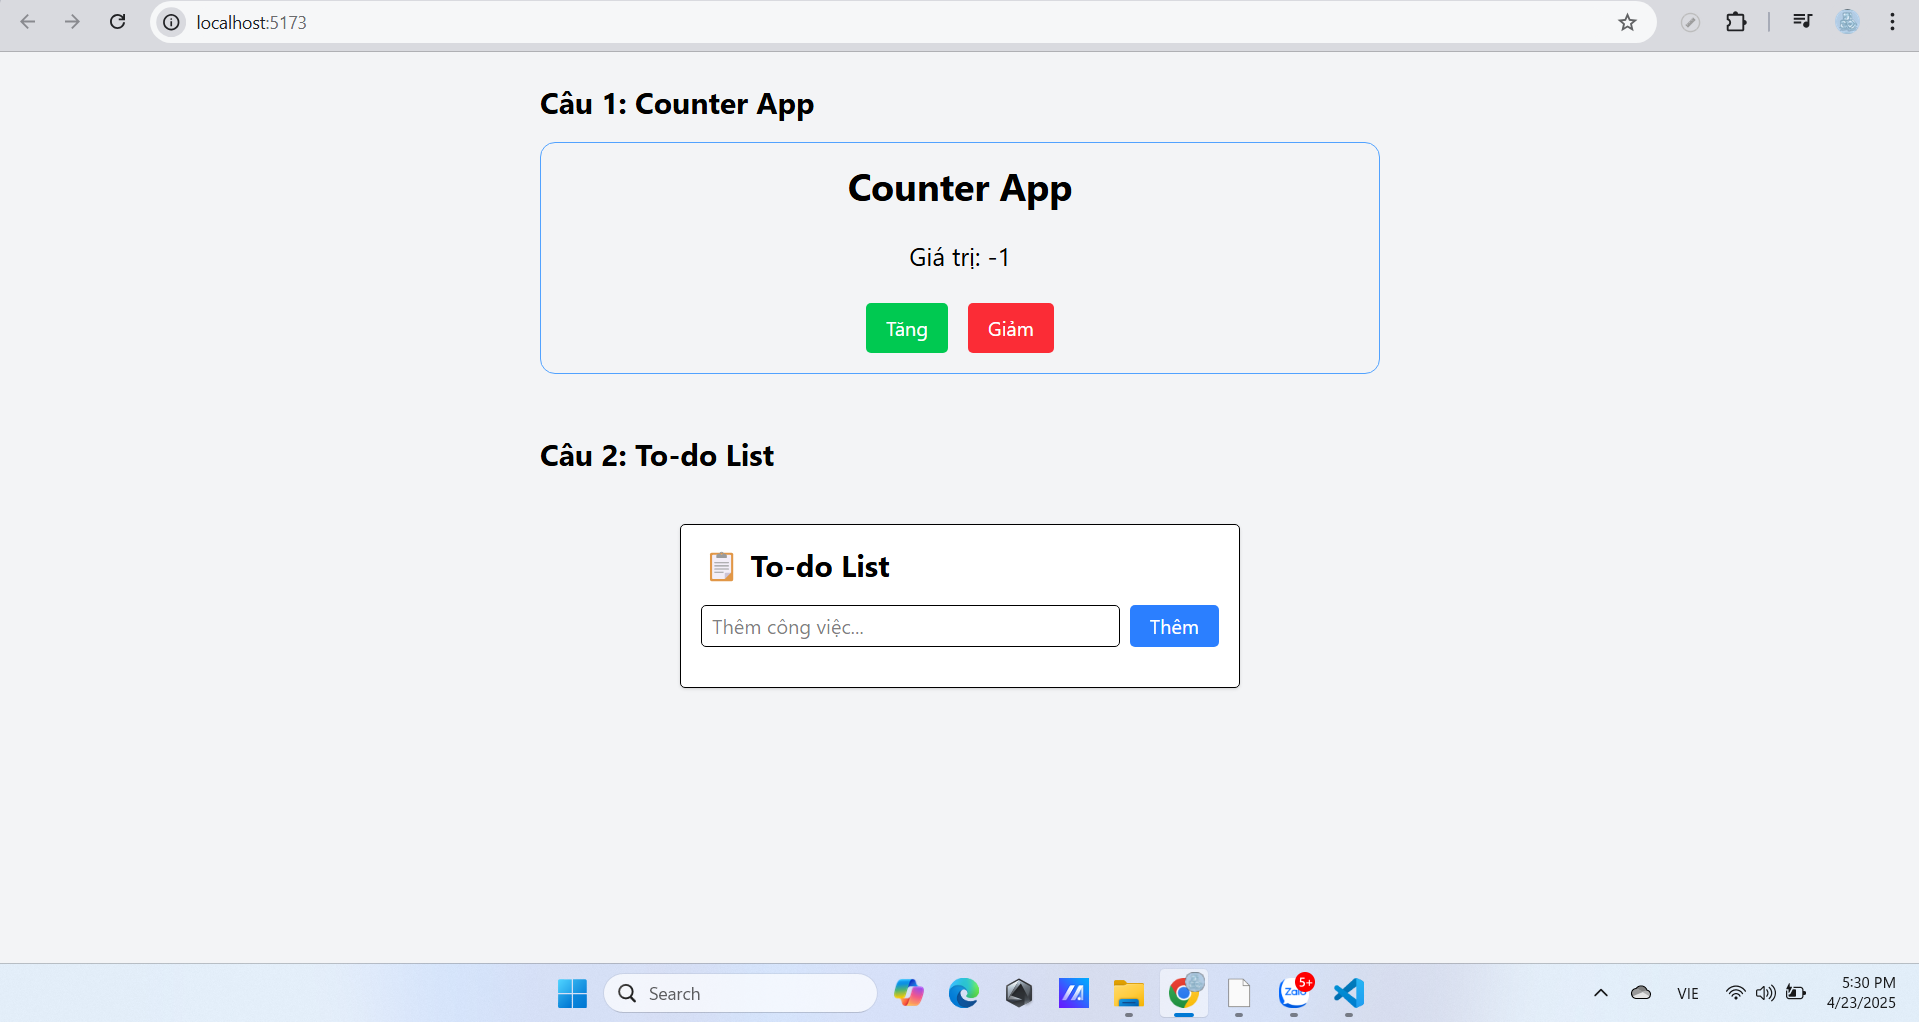 localhost:5173
Câu 1: Counter App
Counter App
Giá trị: -1
Tăng
Giảm
Câu 2: To-do List
📋 To-do List
Thêm công việc...
Thêm
Search
Zalo
5+
VIE
5:30 PM
4/23/2025